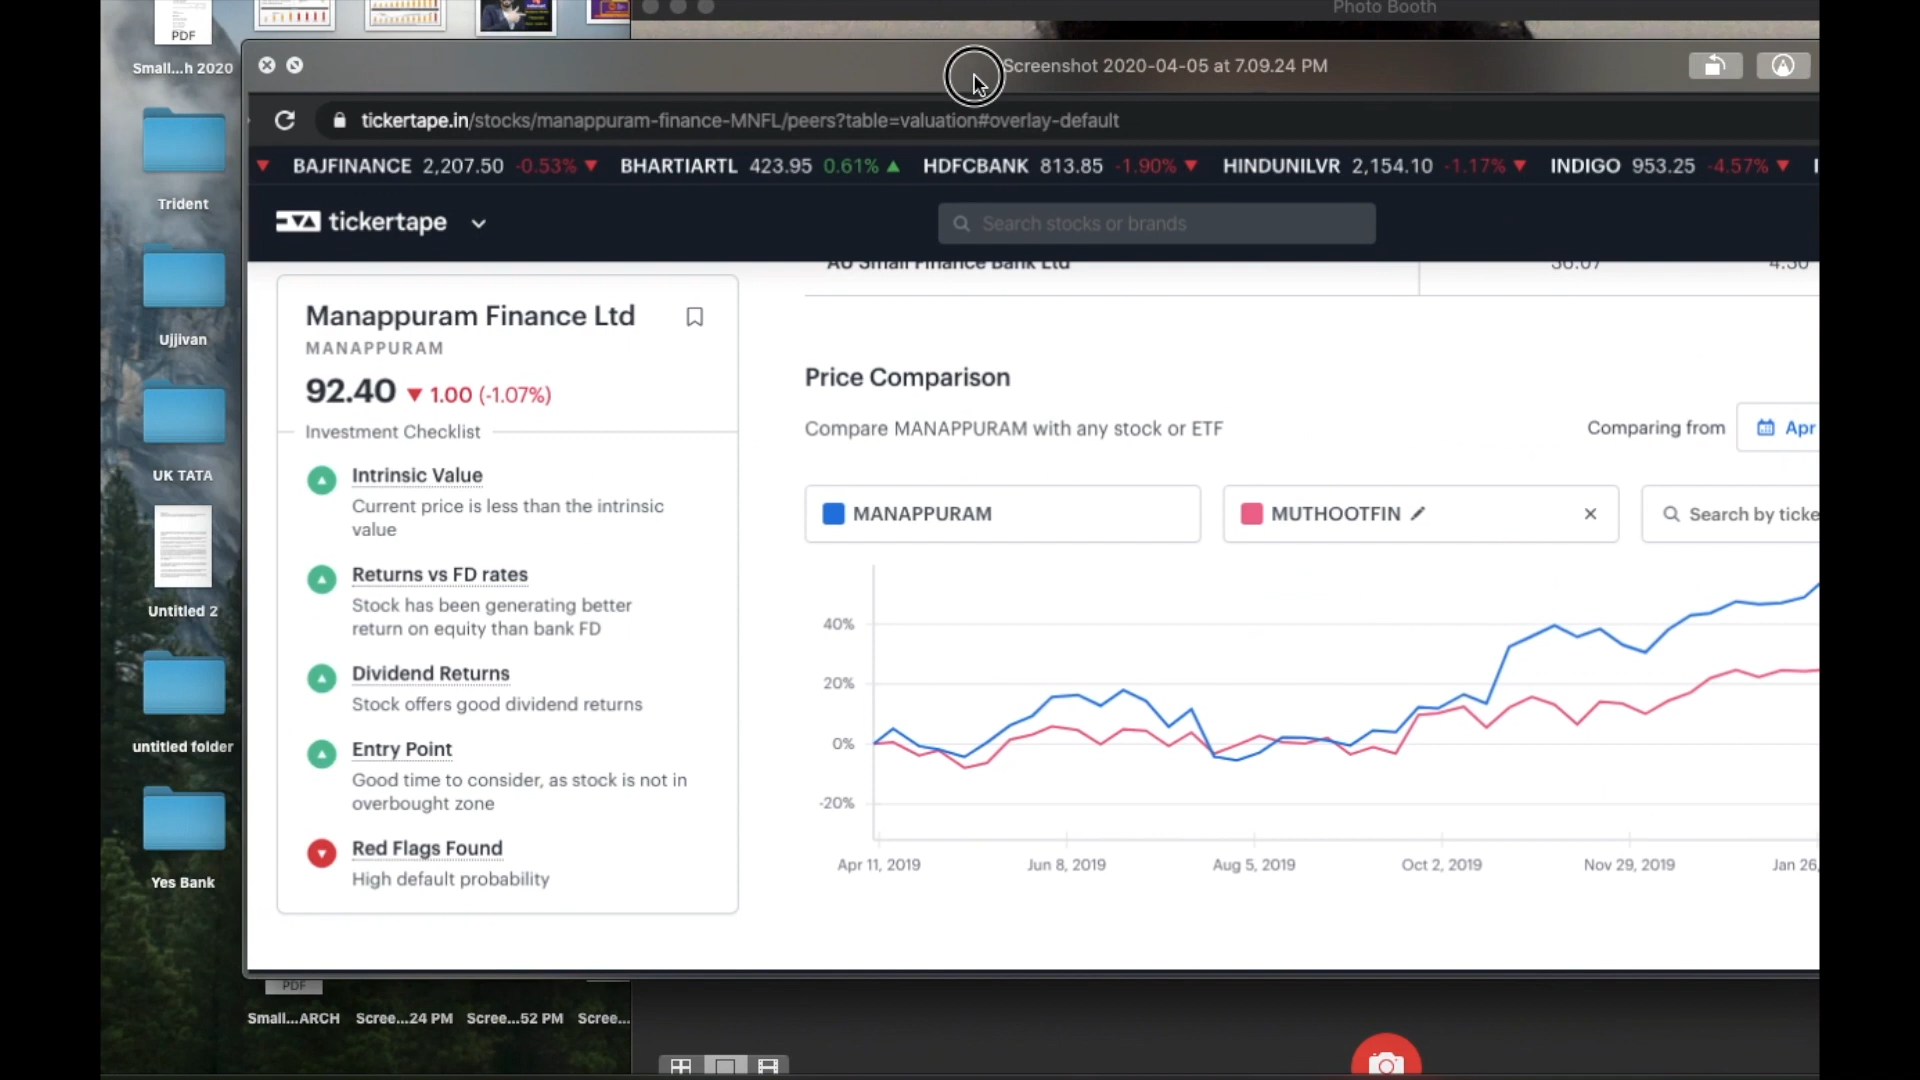 PDF
Small...h 2020
Trident
Ujjivan
UK TATA
Untitled 2
untitled folder
Yes Bank
Photo Booth
Screenshot 2020-04-05 at 7.09.24 PM
tickertape.in/stocks/manappuram-finance-MNFL/peers?table=valuation#overlay-default
BAJFINANCE 2,207.50 -0.53% ▼ BHARTIARTL 423.95 0.61% ▲ HDFCBANK 813.85 -1.90% ▼ HINDUNILVR 2,154.10 -1.17% ▼ INDIGO 953.25 -4.57% ▼
tickertape
Search stocks or brands
AU Small Finance Bank Ltd
Manappuram Finance Ltd
MANAPPURAM
92.40 ▼ 1.00 (-1.07%)
Investment Checklist
Intrinsic Value
Current price is less than the intrinsic
value
Returns vs FD rates
Stock has been generating better
return on equity than bank FD
Dividend Returns
Stock offers good dividend returns
Entry Point
Good time to consider, as stock is not in
overbought zone
Red Flags Found
High default probability
Price Comparison
Compare MANAPPURAM with any stock or ETF
Comparing from
Apr
MANAPPURAM
MUTHOOTFIN
Search by ticke
40%
20%
0%
-20%
Apr 11, 2019
Jun 8, 2019
Aug 5, 2019
Oct 2, 2019
Nov 29, 2019
Jan 26,
PDF
Small...ARCH
Scree...24 PM
Scree...52 PM
Scree...